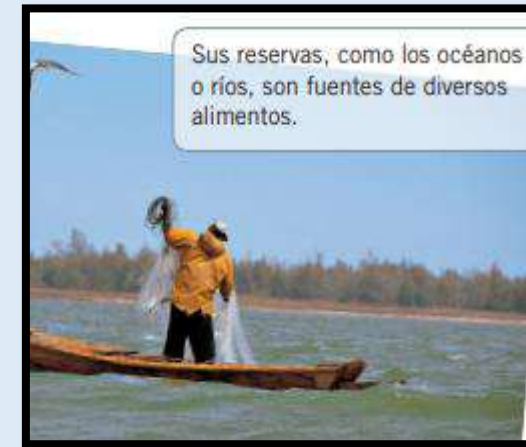 Sus reservas, como los océanos
o ríos, son fuentes de diversos
alimentos.